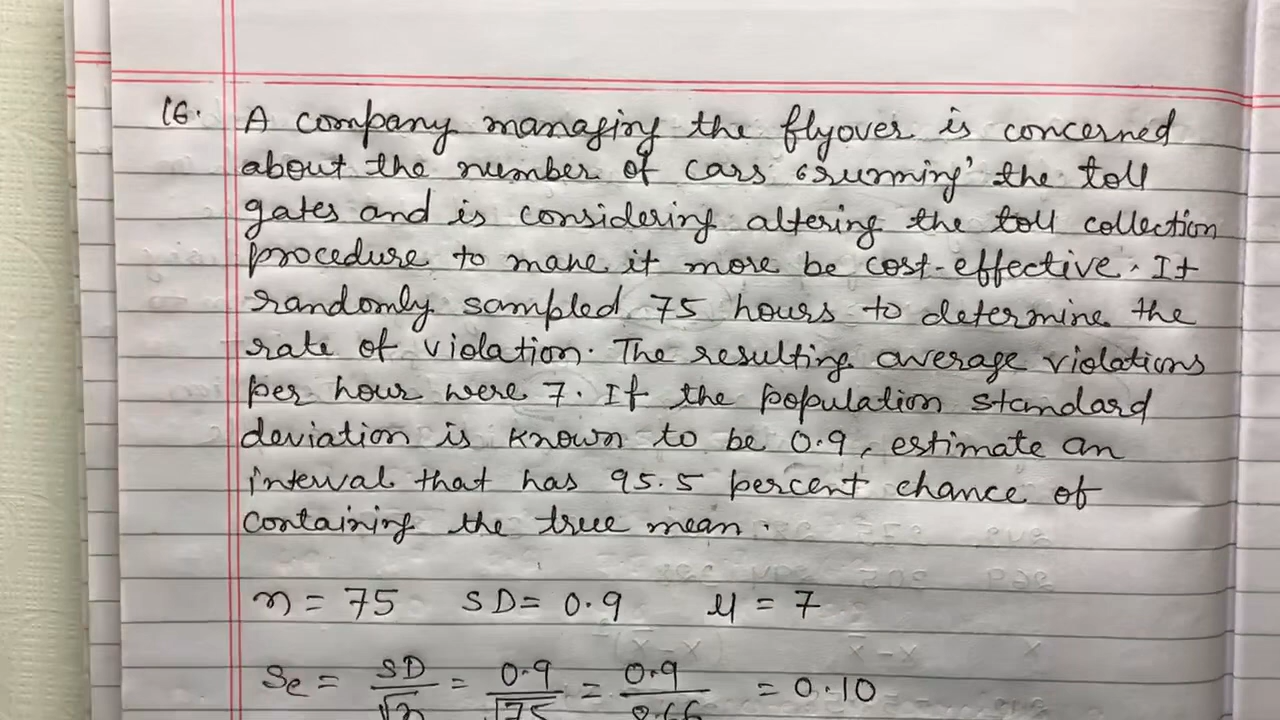 16. A company managing the flyover is concerned
about the number of cars 'running' the toll
gates and is considering altering the toll collection
procedure to make it more be cost-effective. It
randomly sampled 75 hours to determine the
rate of violation. The resulting average violations
per hour were 7. If the population standard
deviation is known to be 0.9, estimate an
interval that has 95.5 percent chance of
containing the true mean.
n = 75 SD = 0.9 μ = 7
Se = SD/√n = 0.9/√75 = 0.9/8.66 = 0.10